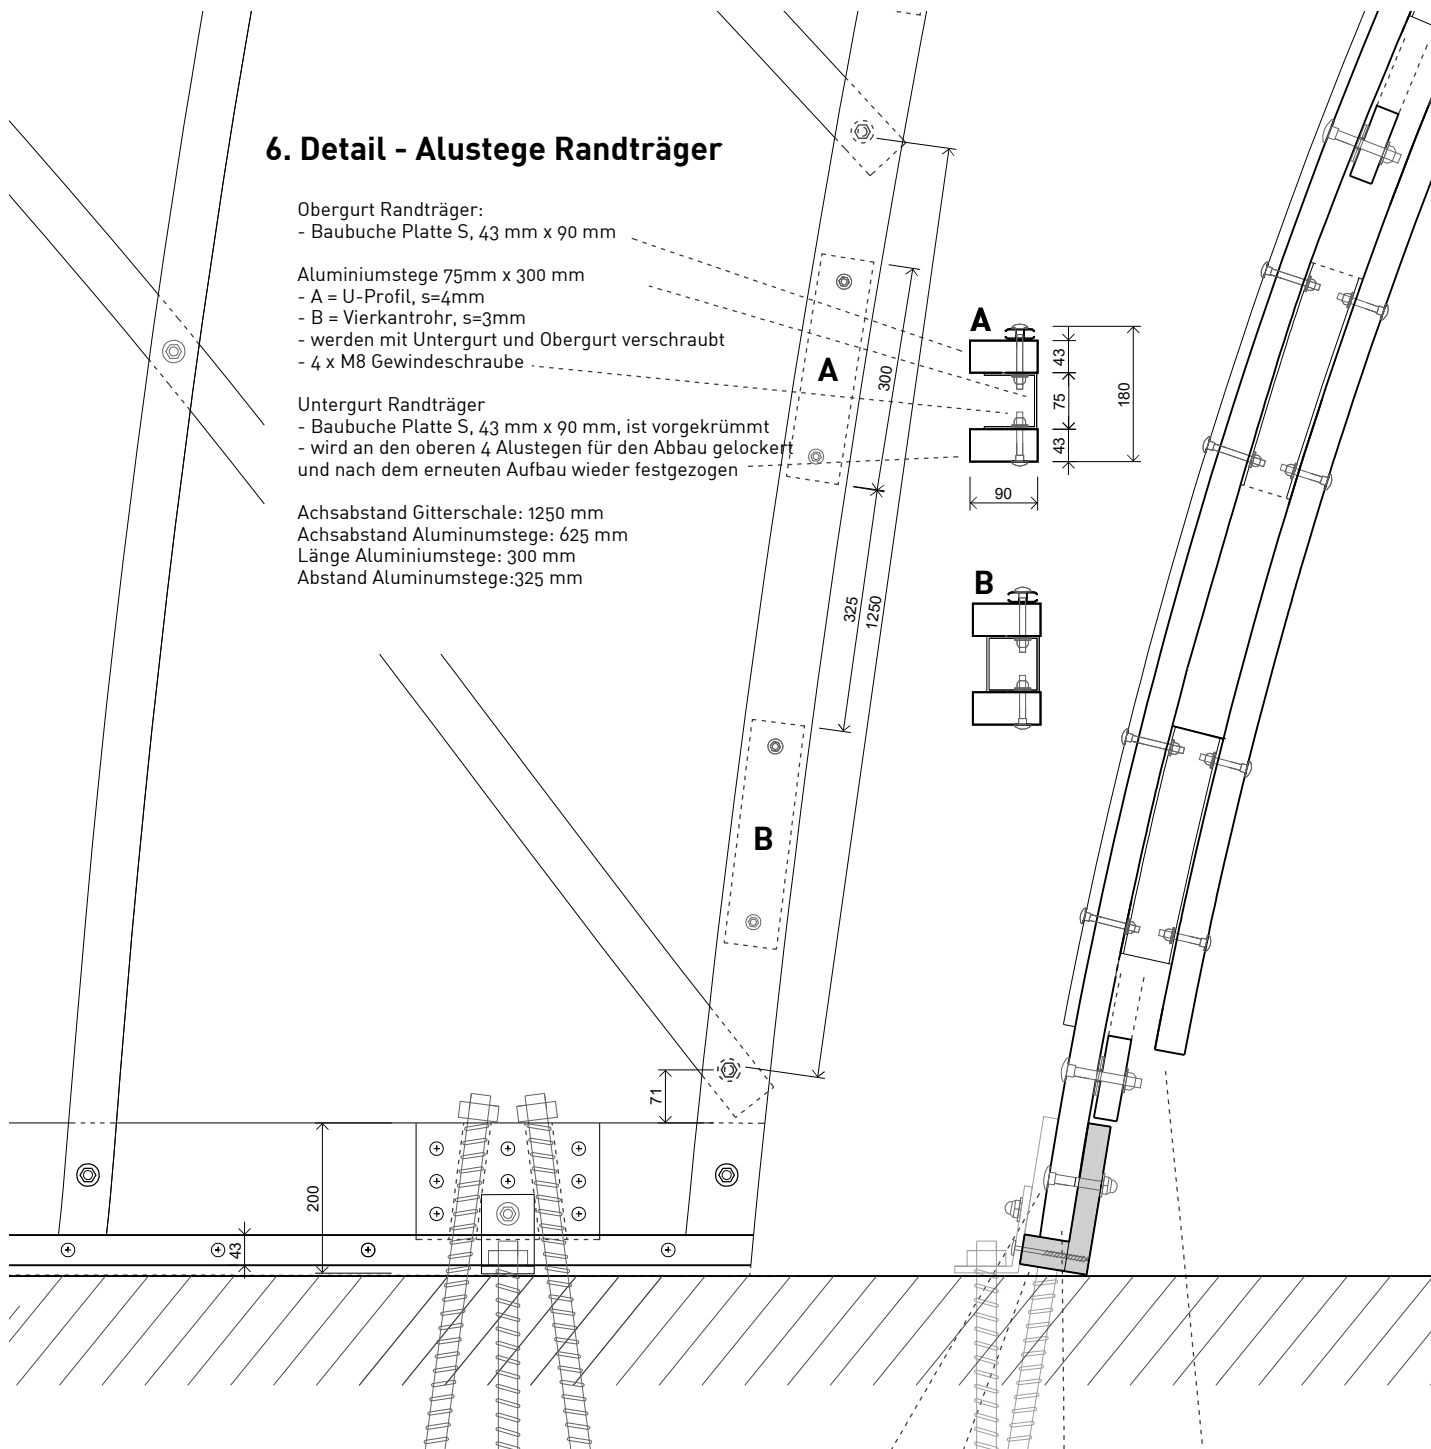 6. Detail - Alustege Randträger
Obergurt Randträger:
- Baubuche Platte S, 43 mm x 90 mm
Aluminiumstege 75mm x 300 mm
- A = U-Profil, s=4mm
- B = Vierkantrohr, s=3mm
- werden mit Untergurt und Obergurt verschraubt
- 4 x M8 Gewindeschraube
Untergurt Randträger
- Baubuche Platte S, 43 mm x 90 mm, ist vorgekrümmt
- wird an den oberen 4 Alustegen für den Abbau gelockert
und nach dem erneuten Aufbau wieder festgezogen
Achsabstand Gitterschale: 1250 mm
Achsabstand Aluminumstege: 625 mm
Länge Aluminiumstege: 300 mm
Abstand Aluminumstege:325 mm
A
300
325
1250
B
71
200
43
A
43
75
43
180
90
B